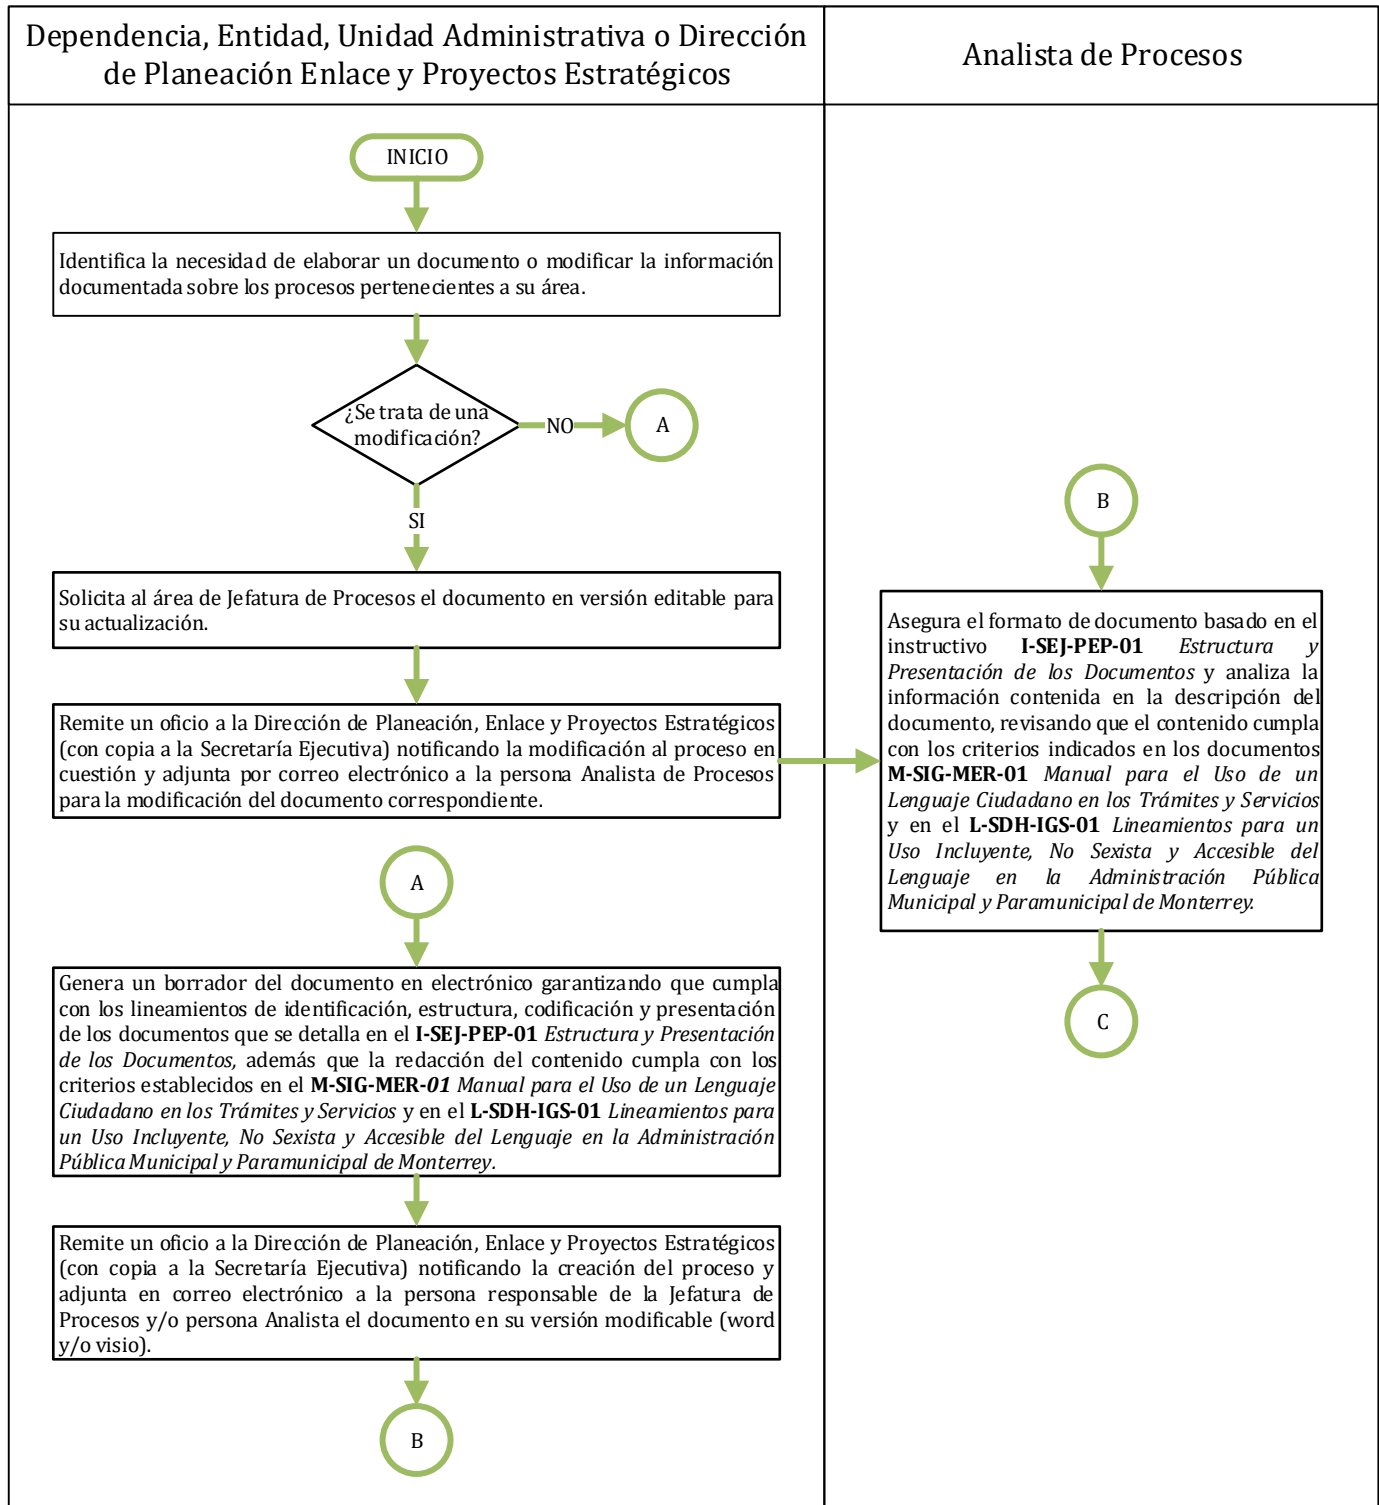 Dependencia, Entidad, Unidad Administrativa o Dirección
de Planeación Enlace y Proyectos Estratégicos
Analista de Procesos
INICIO
Identifica la necesidad de elaborar un documento o modificar la información
documentada sobre los procesos pertenecientes a su área.
¿Se trata de una
modificación?
NO
A
SI
Solicita al área de Jefatura de Procesos el documento en versión editable para
su actualización.
Remite un oficio a la Dirección de Planeación, Enlace y Proyectos Estratégicos
(con copia a la Secretaría Ejecutiva) notificando la modificación al proceso en
cuestión y adjunta por correo electrónico a la persona Analista de Procesos
para la modificación del documento correspondiente.
A
Genera un borrador del documento en electrónico garantizando que cumpla
con los lineamientos de identificación, estructura, codificación y presentación
de los documentos que se detalla en el I-SEJ-PEP-01 Estructura y Presentación
de los Documentos, además que la redacción del contenido cumpla con los
criterios establecidos en el M-SIG-MER-01 Manual para el Uso de un Lenguaje
Ciudadano en los Trámites y Servicios y en el L-SDH-IGS-01 Lineamientos para
un Uso Incluyente, No Sexista y Accesible del Lenguaje en la Administración
Pública Municipal y Paramunicipal de Monterrey.
Remite un oficio a la Dirección de Planeación, Enlace y Proyectos Estratégicos
(con copia a la Secretaría Ejecutiva) notificando la creación del proceso y
adjunta en correo electrónico a la persona responsable de la Jefatura de
Procesos y/o persona Analista el documento en su versión modificable (word
y/o visio).
B
B
Asegura el formato de documento basado en el
instructivo I-SEJ-PEP-01 Estructura y
Presentación de los Documentos y analiza la
información contenida en la descripción del
documento, revisando que el contenido cumpla
con los criterios indicados en los documentos
M-SIG-MER-01 Manual para el Uso de un
Lenguaje Ciudadano en los Trámites y Servicios
y en el L-SDH-IGS-01 Lineamientos para un
Uso Incluyente, No Sexista y Accesible del
Lenguaje en la Administración Pública
Municipal y Paramunicipal de Monterrey.
C